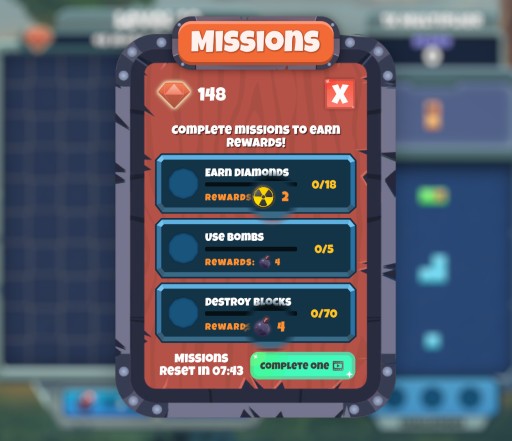 MISSIONS
148
X
COMPLETE MISSIONS TO EARN
REWARDS!
EARN DIAMONDS
0/18
REWARDS 2
USE BOMBS
0/5
REWARDS: 4
DESTROY BLOCKS
0/70
REWARD 4
MISSIONS
RESET IN 07:43
COMPLETE ONE